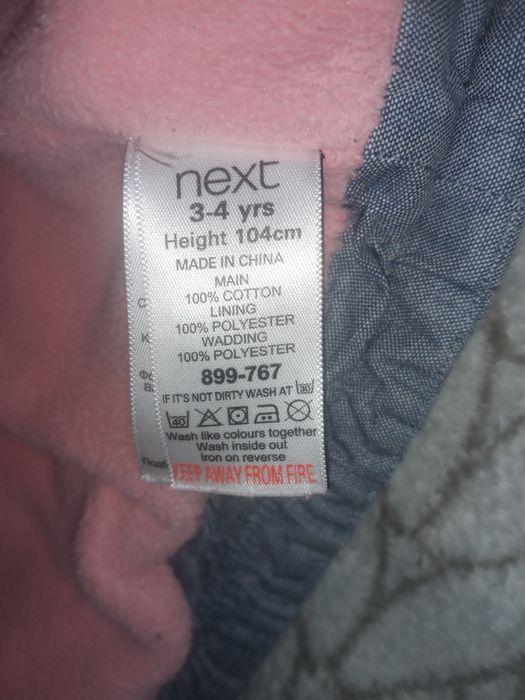 next
3-4 yrs
Height 104cm
MADE IN CHINA
MAIN
100% COTTON
LINING
100% POLYESTER
WADDING
100% POLYESTER
899-767
IF IT'S NOT DIRTY WASH AT 30
40
Wash like colours together
Wash inside out
Iron on reverse
KEEP AWAY FROM FIRE